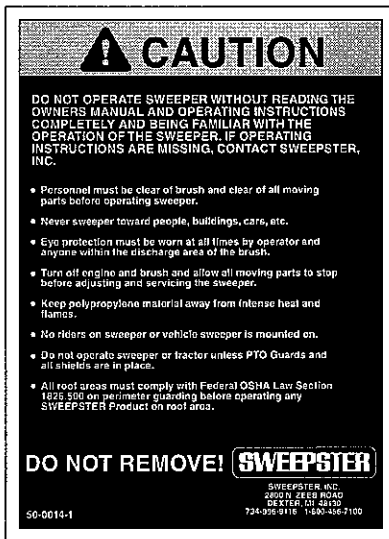 CAUTION
DO NOT OPERATE SWEEPER WITHOUT READING THE
OWNERS MANUAL AND OPERATING INSTRUCTIONS
COMPLETELY AND BEING FAMILIAR WITH THE
OPERATION OF THE SWEEPER. IF OPERATING
INSTRUCTIONS ARE MISSING, CONTACT SWEEPSTER,
INC.
• Personnel must be clear of brush and clear of all moving
parts before operating sweeper.
• Never sweeper toward people, buildings, cars, etc.
• Eye protection must be worn at all times by operator and
anyone within the discharge area of the brush.
• Turn off engine and brush and allow all moving parts to stop
before adjusting and servicing the sweeper.
• Keep polypropylene material away from intense heat and
flames.
• No riders on sweeper or vehicle sweeper is mounted on.
• Do not operate sweeper or tractor unless PTO Guards and
all shields are in place.
• All roof areas must comply with Federal OSHA Law Section
1926.500 on perimeter guarding before operating any
SWEEPSTER Product on roof area.
DO NOT REMOVE! SWEEPSTER
SWEEPSTER, INC.
2800 N. ZEEB ROAD
DEXTER, MI 48130
50-0014-1 734-996-9116 1-800-456-7100